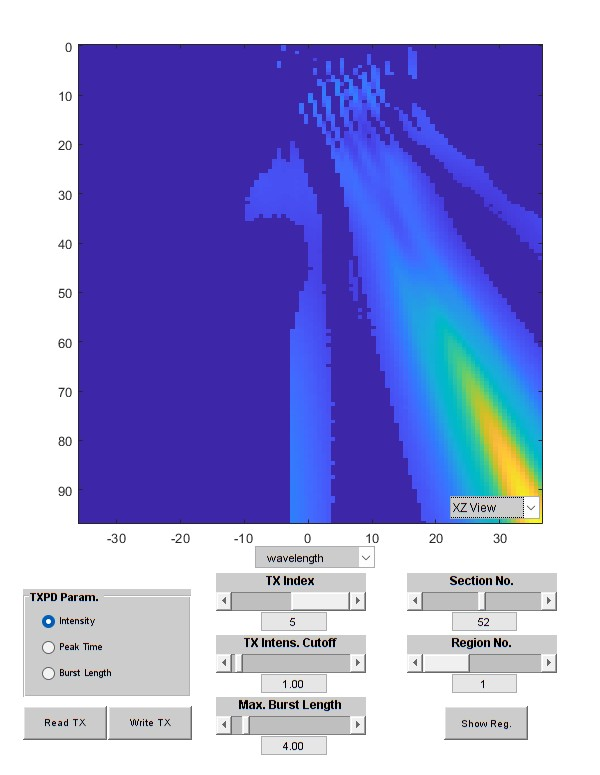 0
10
20
30
40
50
60
70
80
90
XZ View
-30 -20 -10 0 10 20 30
wavelength
TXPD Param.
Intensity
Peak Time
Burst Length
Read TX Write TX
TX Index
5
TX Intens. Cutoff
1.00
Max. Burst Length
4.00
Section No.
52
Region No.
1
Show Reg.